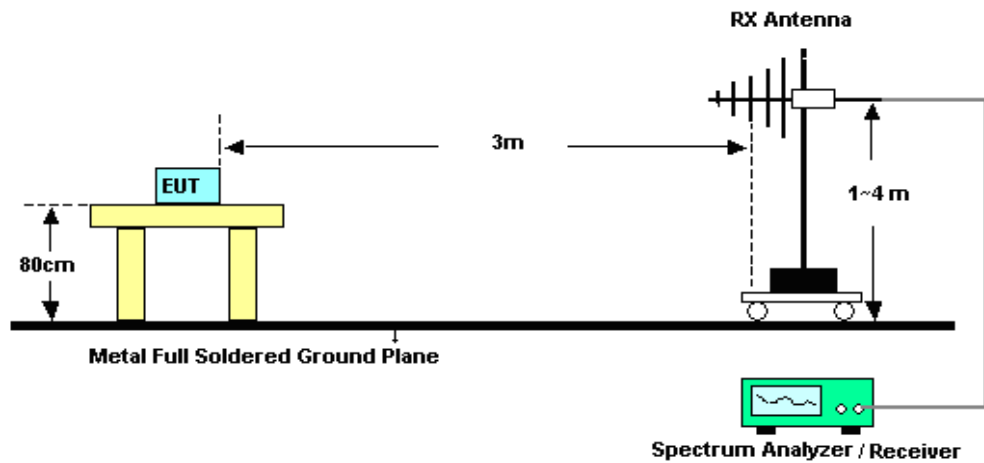 RX Antenna
3m
EUT
1~4 m
80cm
Metal Full Soldered Ground Plane
Spectrum Analyzer / Receiver